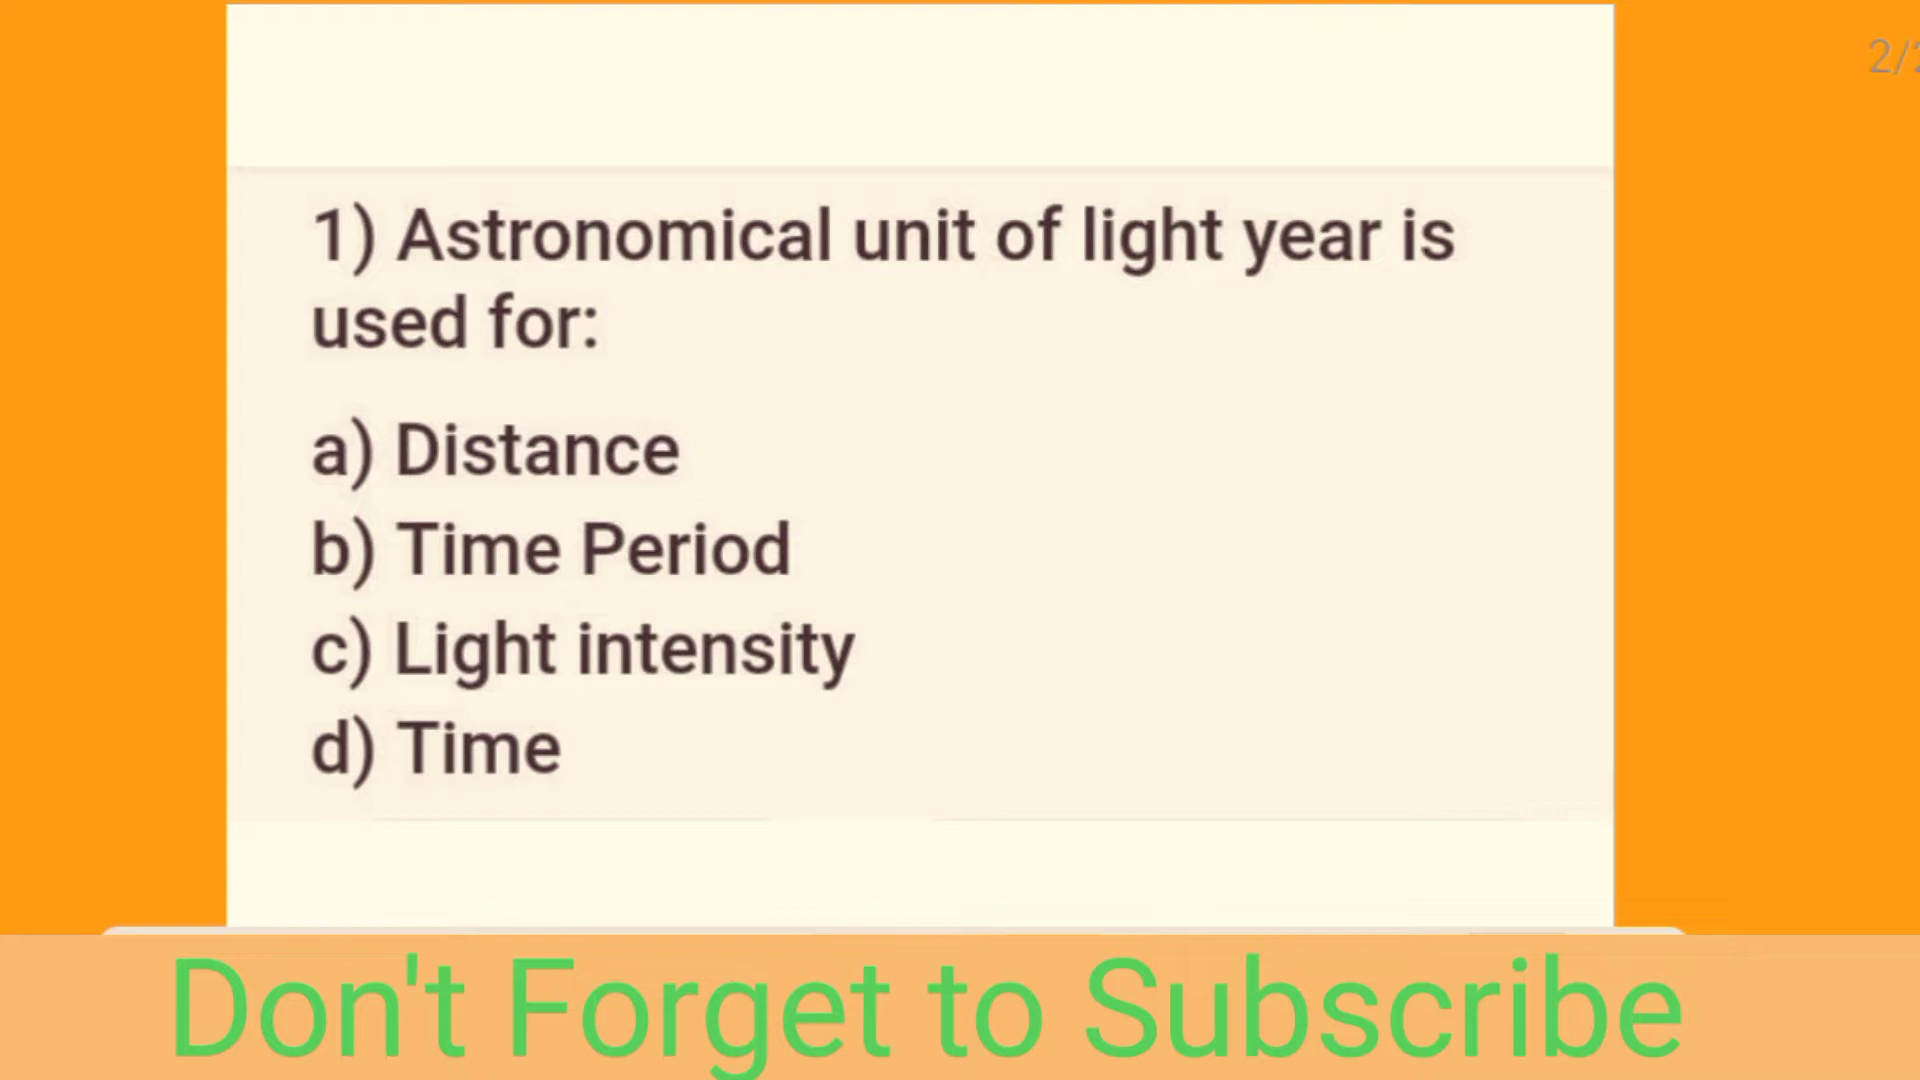 1) Astronomical unit of light year is
used for:
a) Distance
b) Time Period
c) Light intensity
d) Time
Don't Forget to Subscribe